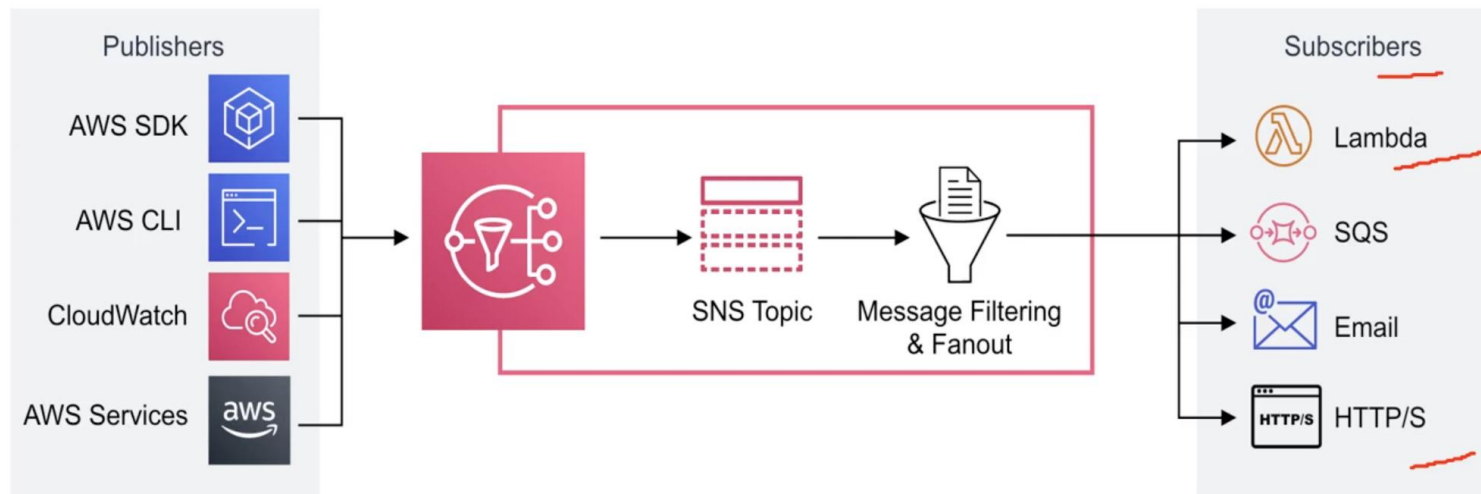 Publishers
AWS SDK
AWS CLI
CloudWatch
AWS Services
aws
SNS Topic
Message Filtering
& Fanout
Subscribers
Lambda
SQS
@
Email
HTTP/S
HTTP/S